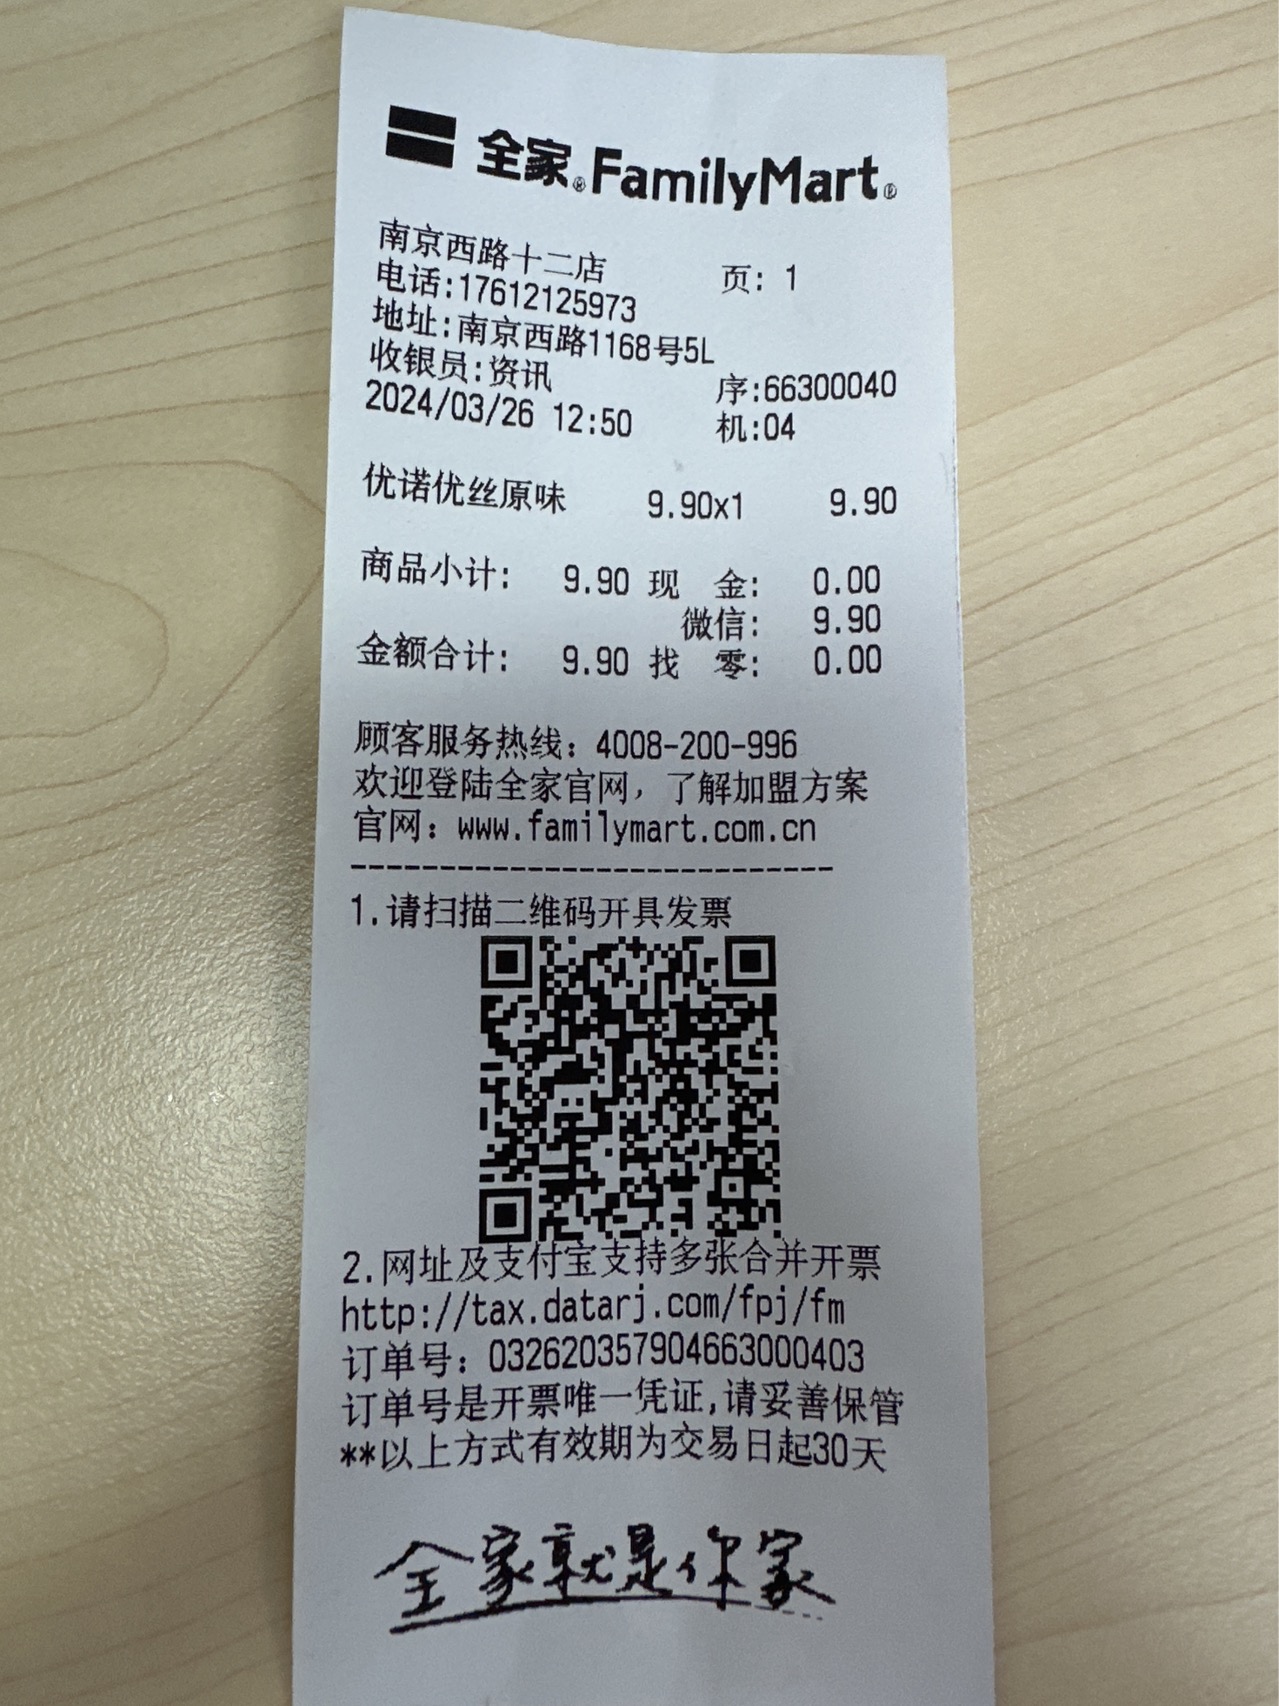 全家®FamilyMart®
南京西路十二店 页: 1
电话:17612125973
地址:南京西路1168号5L
收银员:资讯 序:66300040
2024/03/26 12:50 机:04
优诺优丝原味 9.90x1 9.90
商品小计: 9.90 现 金: 0.00
微信: 9.90
金额合计: 9.90 找 零: 0.00
顾客服务热线: 4008-200-996
欢迎登陆全家官网,了解加盟方案
官网: www.familymart.com.cn
----------------------------
1.请扫描二维码开具发票
2.网址及支付宝支持多张合并开票
http://tax.datarj.com/fpj/fm
订单号: 0326203579046630​00403
订单号是开票唯一凭证,请妥善保管
**以上方式有效期为交易日起30天
全家就是你家